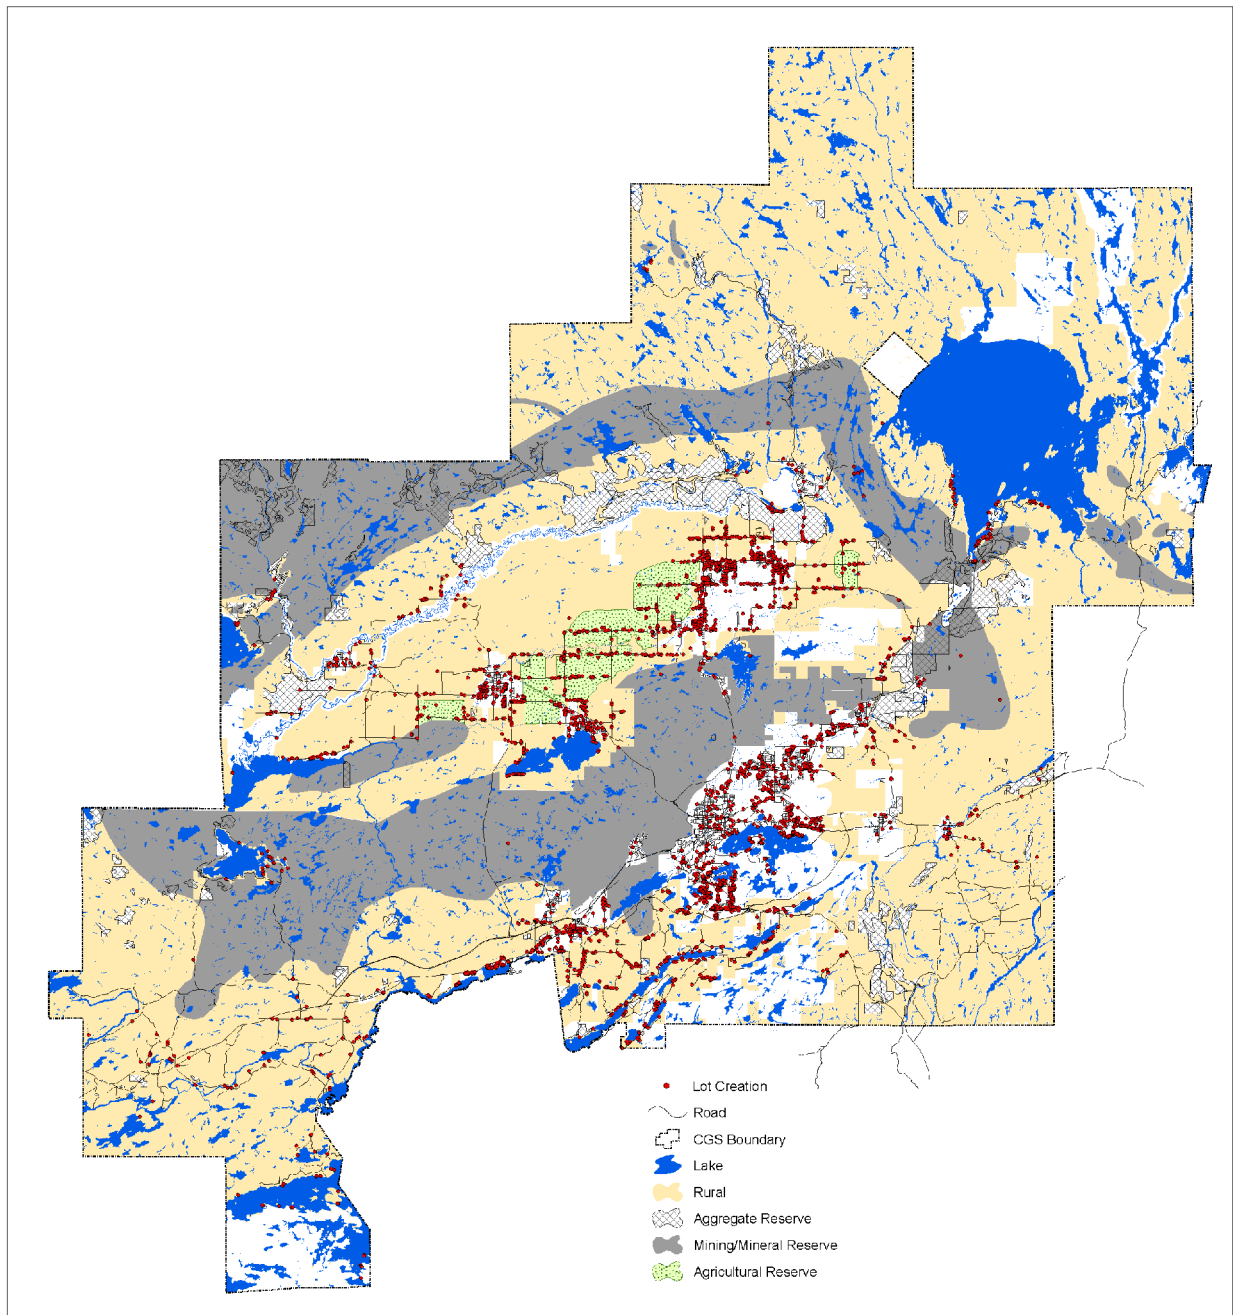 Lot Creation
Road
CGS Boundary
Lake
Rural
Aggregate Reserve
Mining/Mineral Reserve
Agricultural Reserve